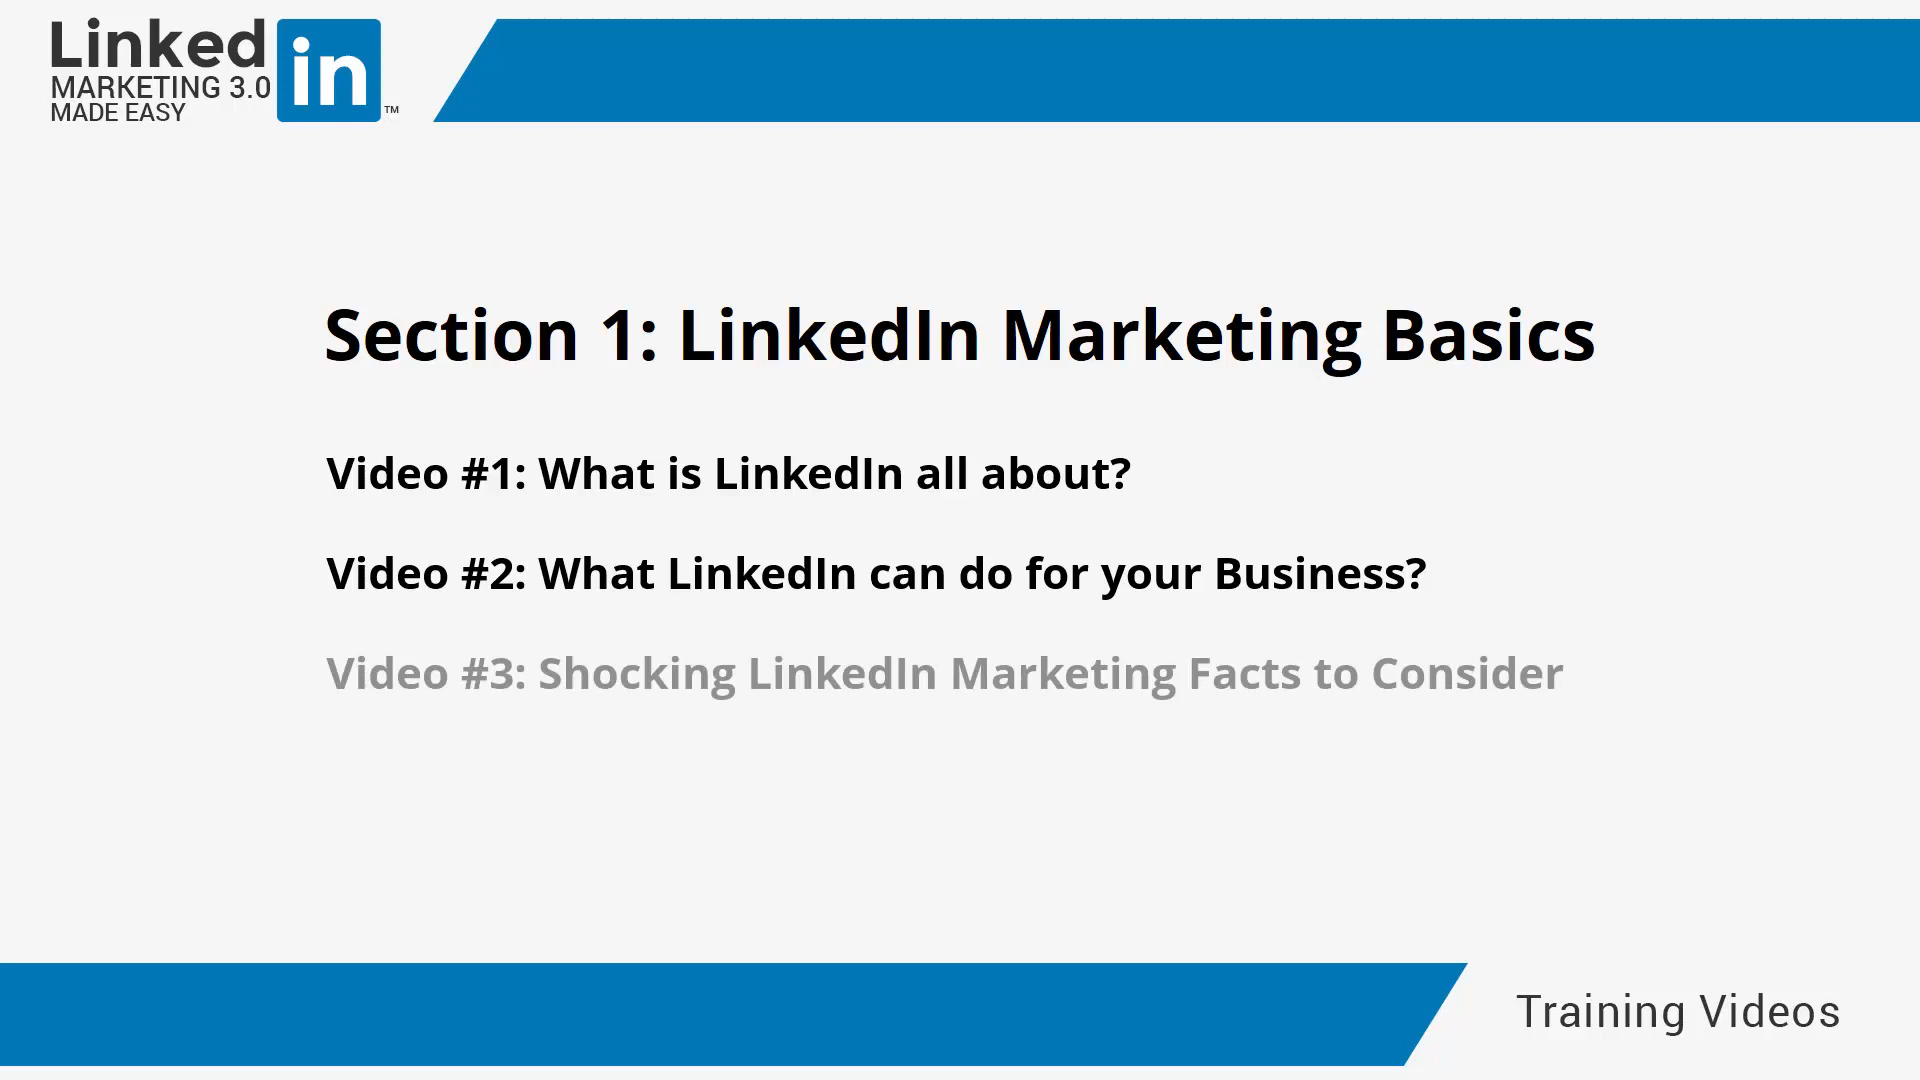 Linked in
MARKETING 3.0
MADE EASY
TM
Section 1: LinkedIn Marketing Basics
Video #1: What is LinkedIn all about?
Video #2: What LinkedIn can do for your Business?
Video #3: Shocking LinkedIn Marketing Facts to Consider
Training Videos